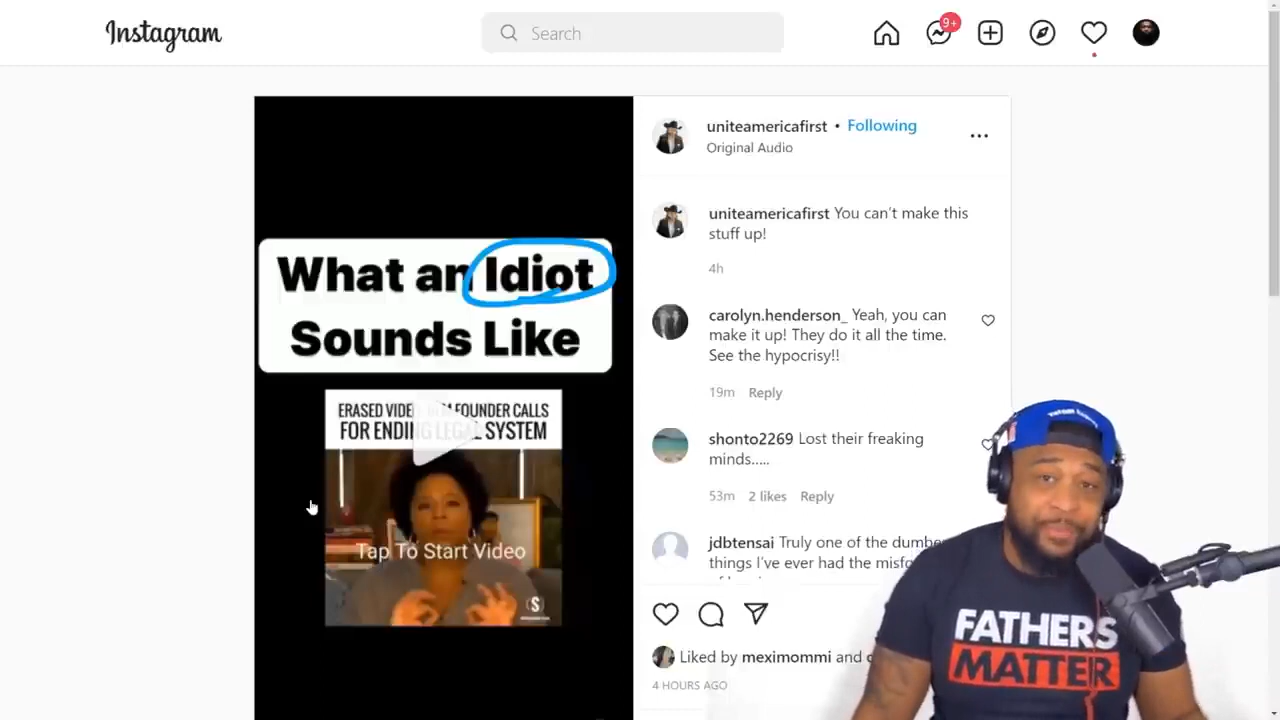 Instagram
Search
9+
uniteamericafirst • Following
Original Audio
What an Idiot
Sounds Like
ERASED FOUNDER CALLS
FOR ENDING LEGAL SYSTEM
Tap To Start Video
S
uniteamericafirst You can't make this
stuff up!
4h
carolyn.henderson_ Yeah, you can
make it up! They do it all the time.
See the hypocrisy!!
19m Reply
shonto2269 Lost their freaking
minds.....
53m 2 likes Reply
jdbtensai Truly one of the
things I've ever had the
Liked by meximommi and
4 HOURS AGO
FATHERS
MATTER